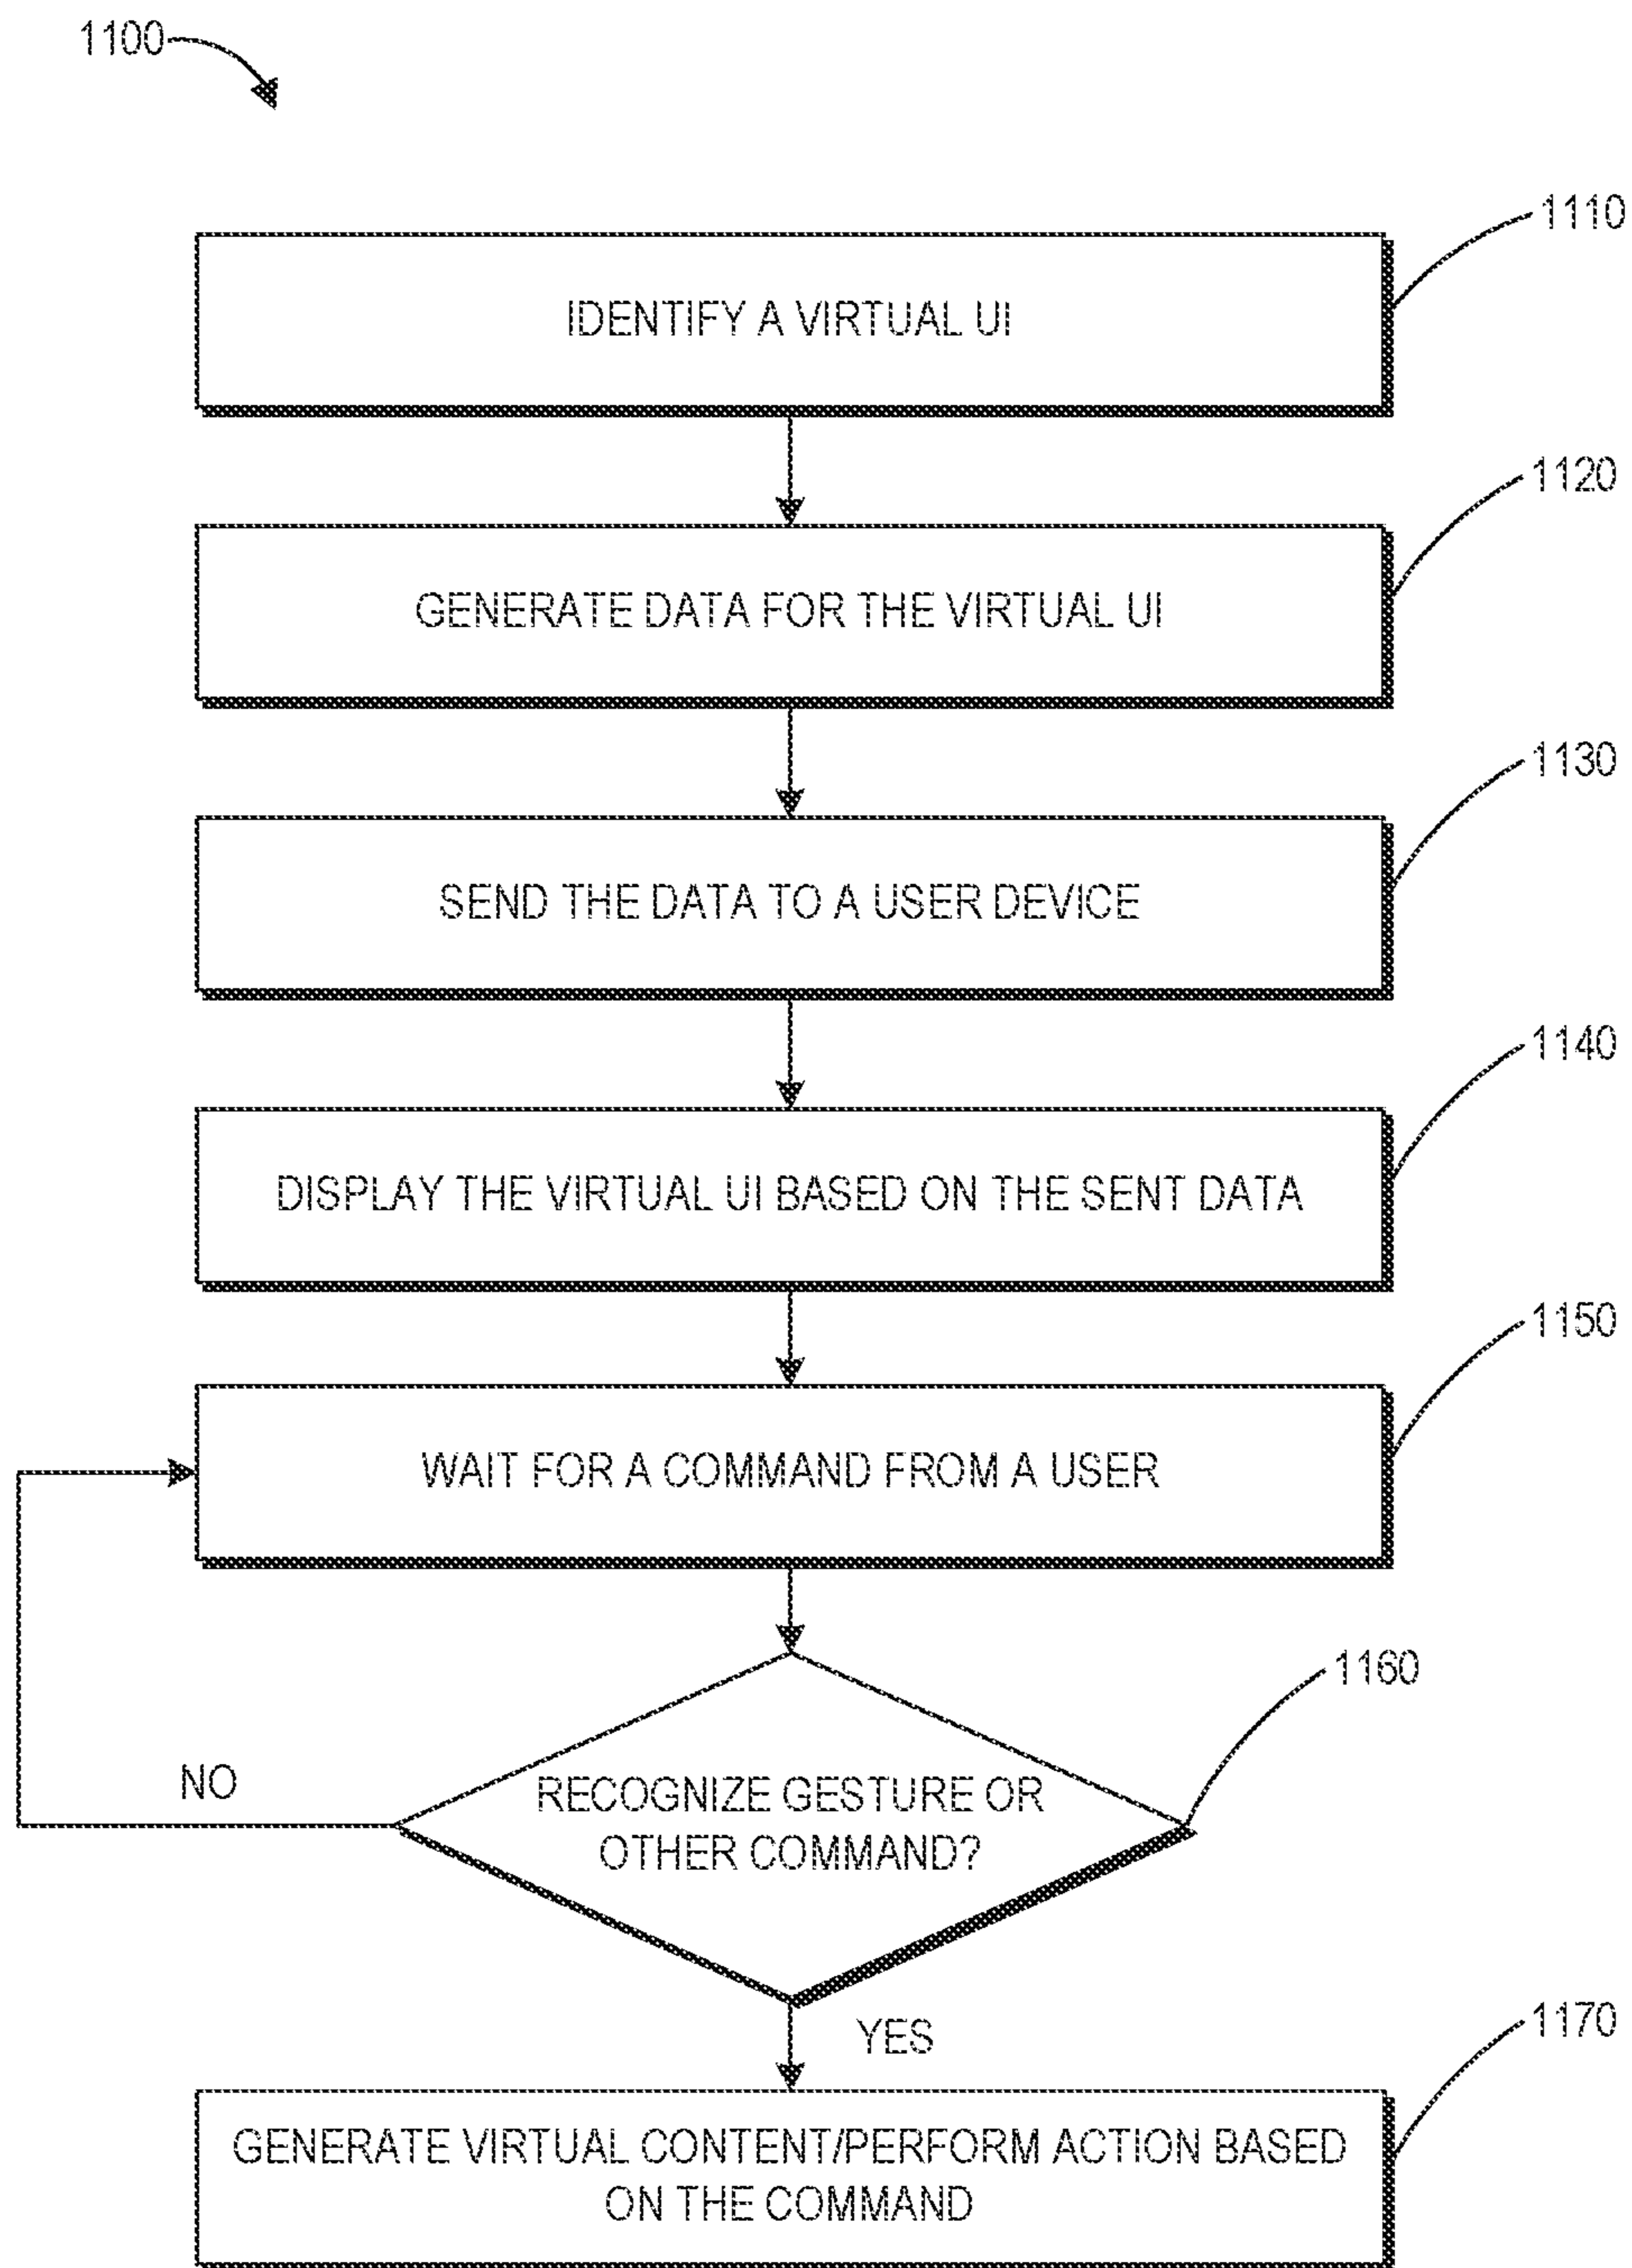 1100
1110
IDENTIFY A VIRTUAL UI
1120
GENERATE DATA FOR THE VIRTUAL UI
1130
SEND THE DATA TO A USER DEVICE
1140
DISPLAY THE VIRTUAL UI BASED ON THE SENT DATA
1150
WAIT FOR A COMMAND FROM A USER
1160
NO
RECOGNIZE GESTURE OR
OTHER COMMAND?
YES
1170
GENERATE VIRTUAL CONTENT/PERFORM ACTION BASED
ON THE COMMAND